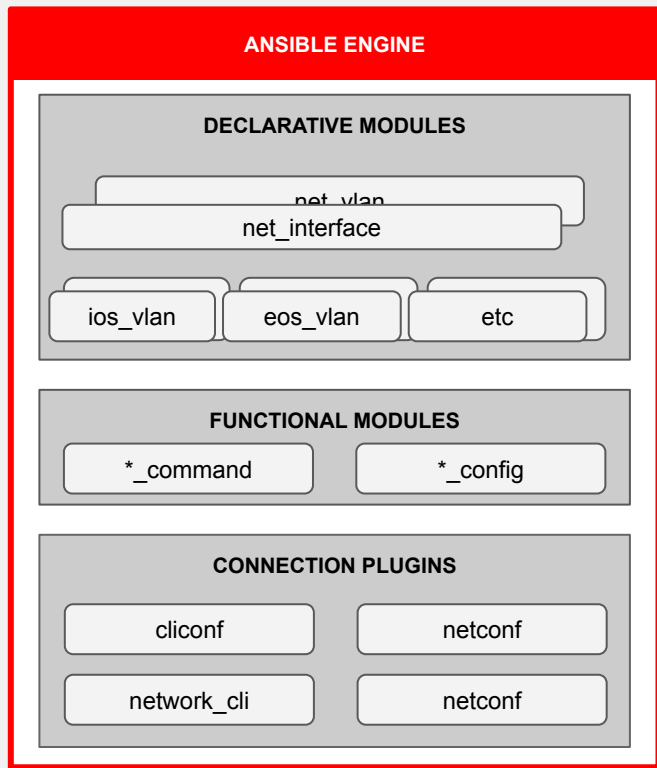 ANSIBLE ENGINE
DECLARATIVE MODULES
net_vlan
net_interface
ios_vlan
eos_vlan
etc
FUNCTIONAL MODULES
*_command
*_config
CONNECTION PLUGINS
cliconf
netconf
network_cli
netconf